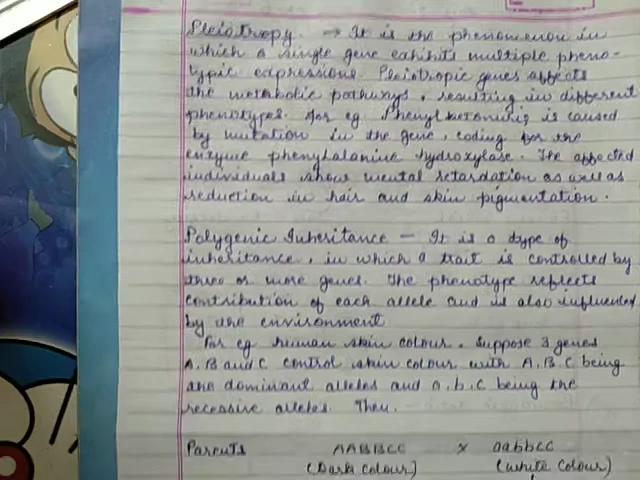 Pleiotropy → It is the phenomenon in
which a single gene exhibits multiple pheno-
typic expressions. Pleiotropic genes affects
the metabolic pathways, resulting in different
phenotypes. For eg. Phenylketonuria is caused
by mutation in the gene, coding for the
enzyme phenylalanine hydroxylase. The affected
individuals show mental retardation as well as
reduction in hair and skin pigmentation.
Polygenic Inheritance — It is a type of
inheritance, in which a trait is controlled by
three or more genes. The phenotype reflects
contribution of each allele and is also influenced
by the environment
For eg human skin colour. Suppose 3 genes
A, B and C control skin colour with A, B, C being
the dominant alleles and a, b, c being the
recessive alleles. Then.
Parents AABBCC × aabbcc
(Dark Colour) (White Colour)